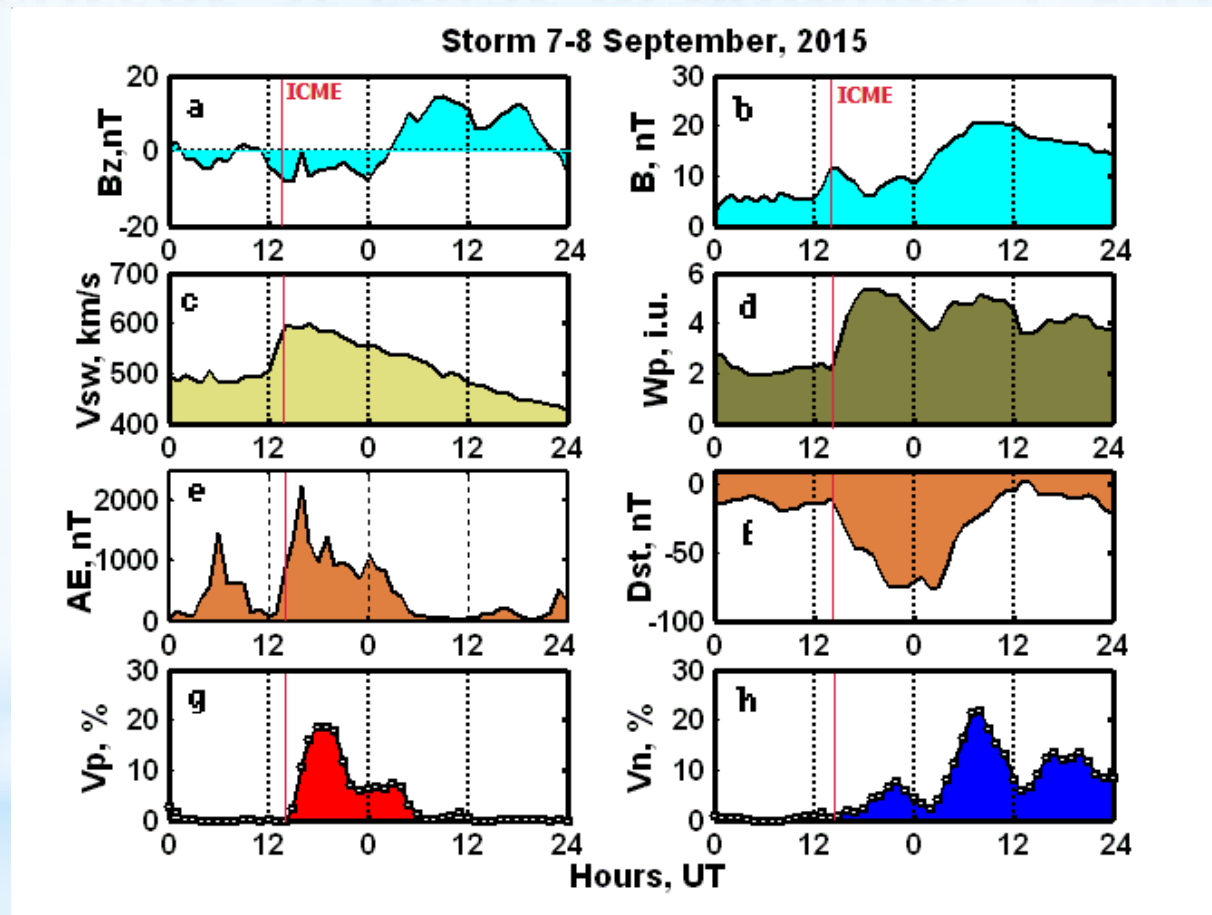 Storm 7-8 September, 2015
a
ICME
Bz,nT
20
0
-20
0 12 0 12 24
b
ICME
B, nT
30
20
10
0
0 12 0 12 24
c
Vsw, km/s
700
600
500
400
0 12 0 12 24
d
Wp, i.u.
6
4
2
0
0 12 0 12 24
e
AE, nT
2000
1000
0
0 12 0 12 24
f
Dst, nT
0
-50
-100
0 12 0 12 24
g
Vp, %
30
20
10
0
0 12 0 12 24
h
Vn, %
30
20
10
0
0 12 0 12 24
Hours, UT